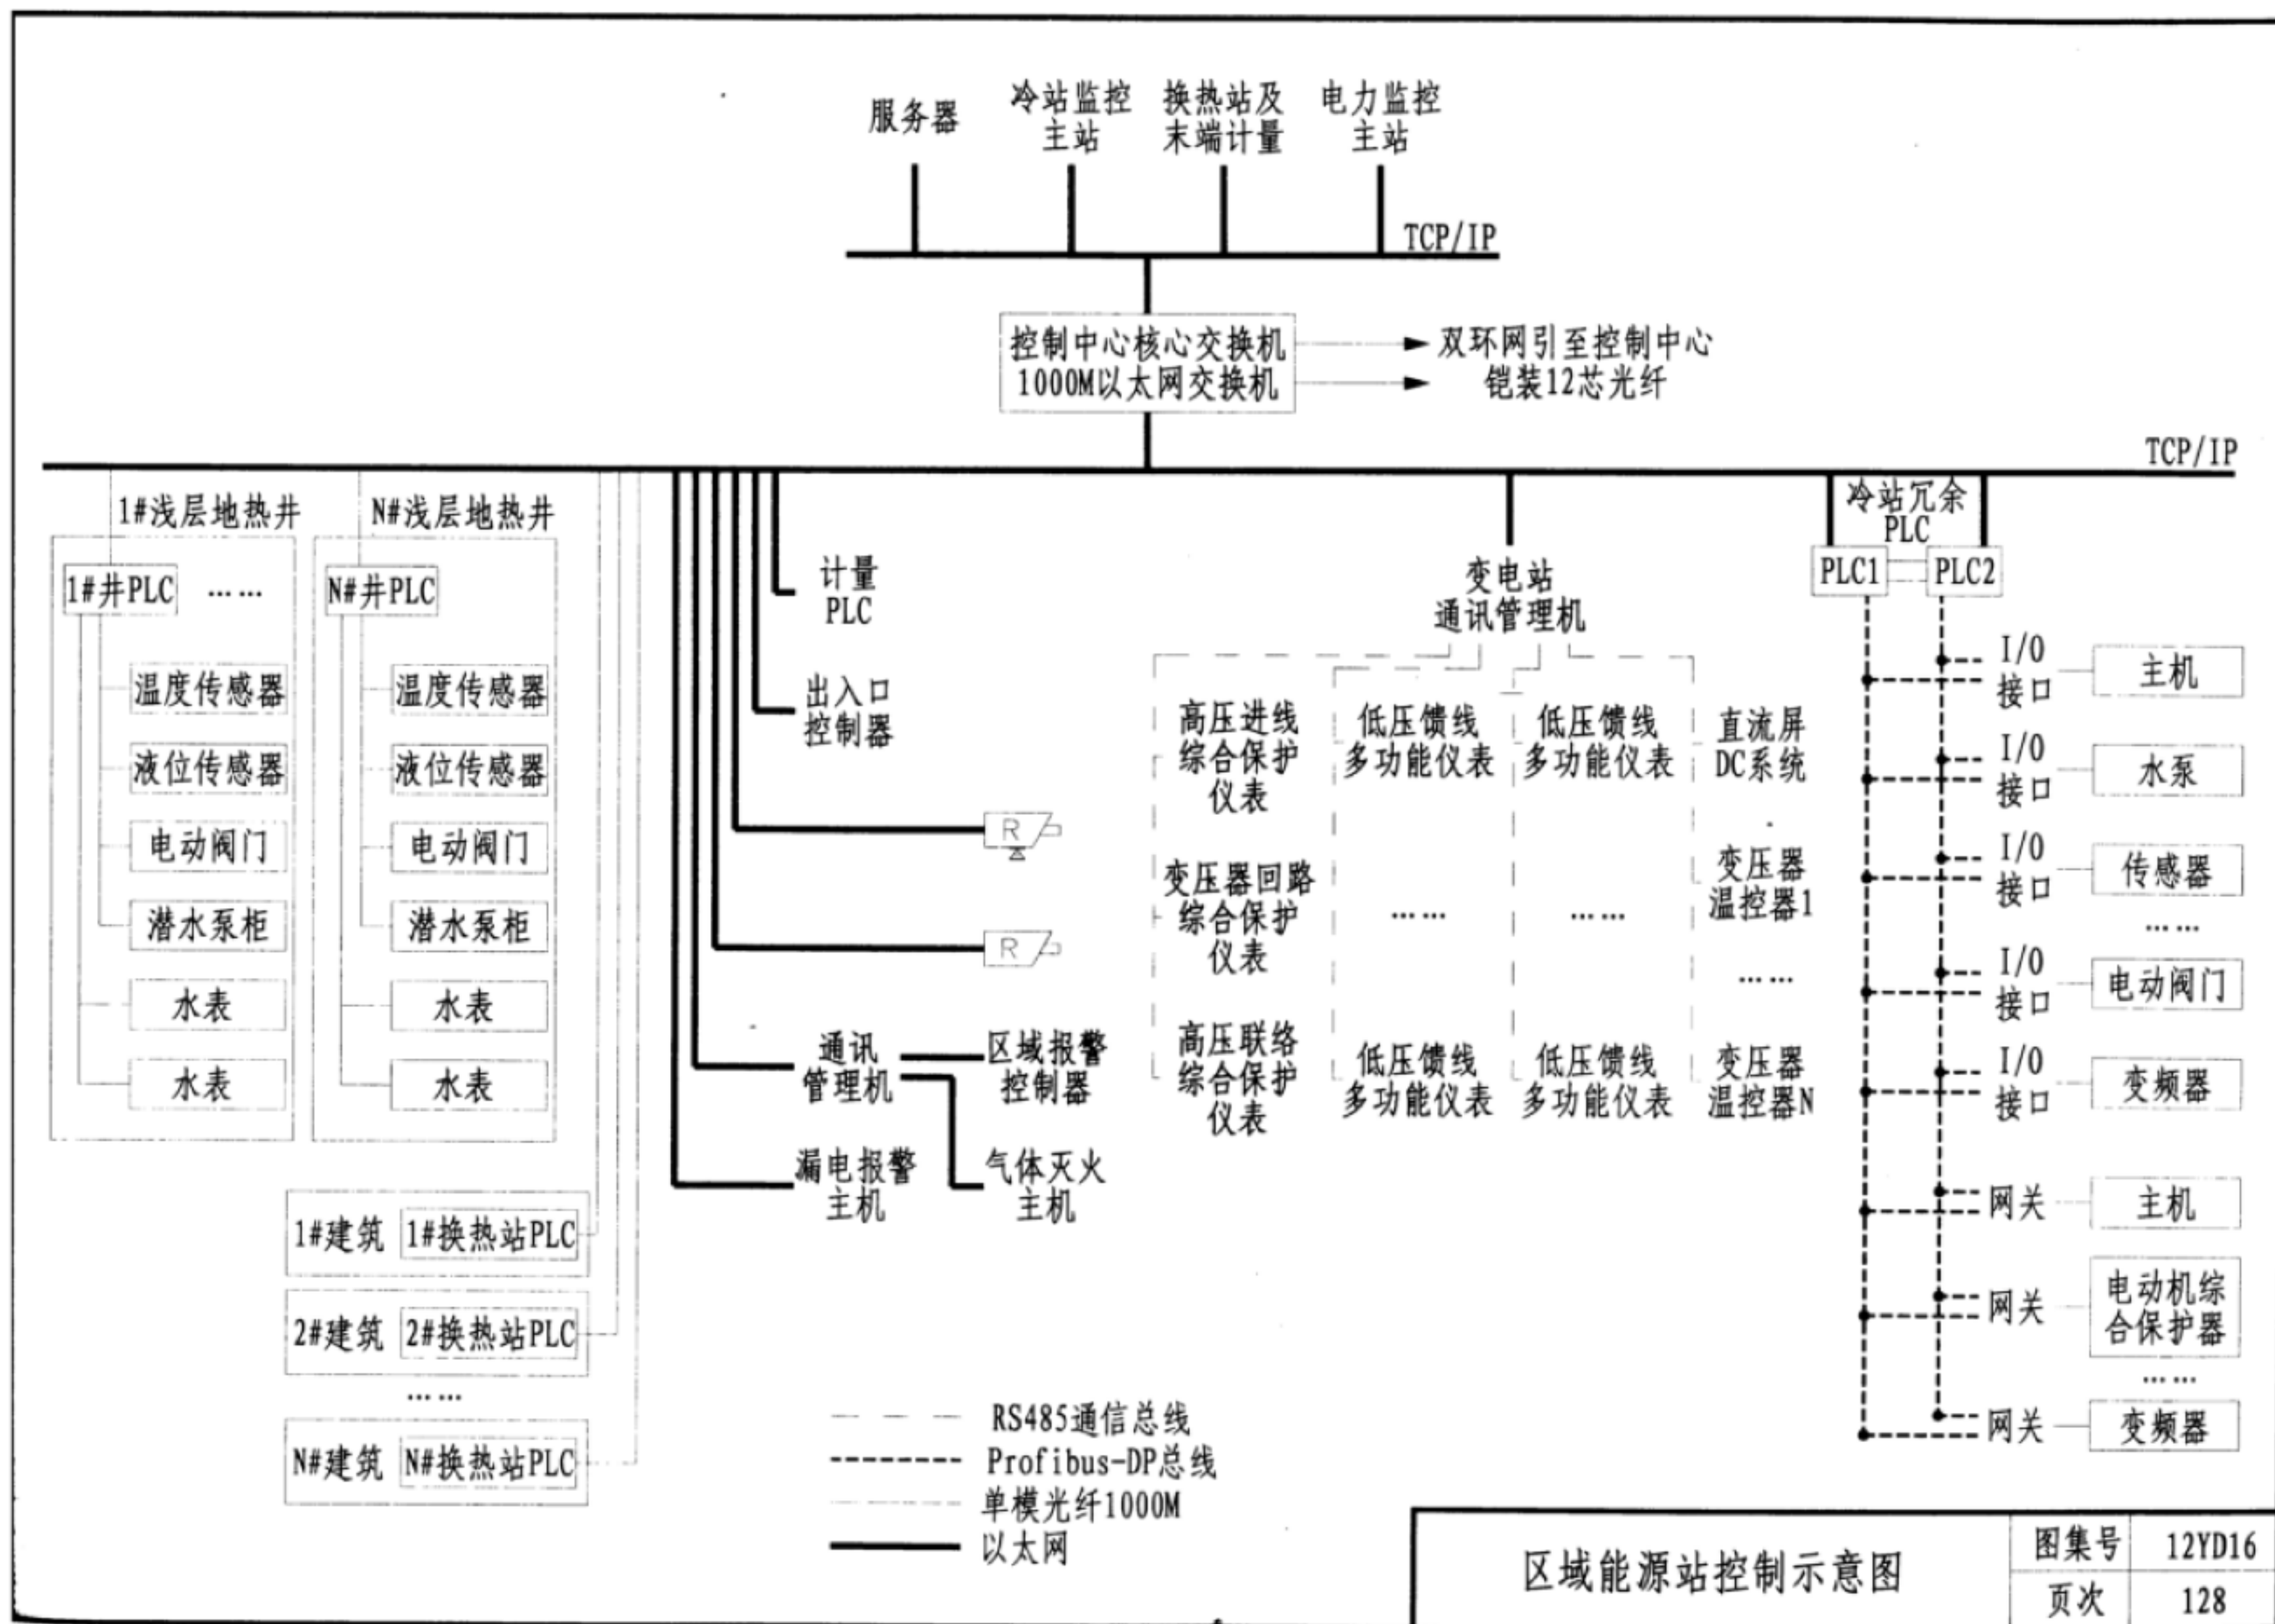 服务器
冷站监控
主站
换热站及
末端计量
电力监控
主站
TCP/IP
控制中心核心交换机
1000M以太网交换机
双环网引至控制中心
铠装12芯光纤
TCP/IP
1#浅层地热井
1#井PLC
……
温度传感器
液位传感器
电动阀门
潜水泵柜
水表
水表
N#浅层地热井
N#井PLC
温度传感器
液位传感器
电动阀门
潜水泵柜
水表
水表
1#建筑
1#换热站PLC
2#建筑
2#换热站PLC
……
N#建筑
N#换热站PLC
计量
PLC
出入口
控制器
R
R
通讯
管理机
区域报警
控制器
漏电报警
主机
气体灭火
主机
变电站
通讯管理机
高压进线
综合保护
仪表
变压器回路
综合保护
仪表
高压联络
综合保护
仪表
低压馈线
多功能仪表
……
低压馈线
多功能仪表
低压馈线
多功能仪表
……
低压馈线
多功能仪表
直流屏
DC系统
变压器
温控器1
……
变压器
温控器N
冷站冗余
PLC
PLC1
PLC2
I/O
接口
主机
I/O
接口
水泵
I/O
接口
传感器
……
I/O
接口
电动阀门
I/O
接口
变频器
网关
主机
网关
电动机综
合保护器
……
网关
变频器
RS485通信总线
Profibus-DP总线
单模光纤1000M
以太网
区域能源站控制示意图
图集号
12YD16
页次
128